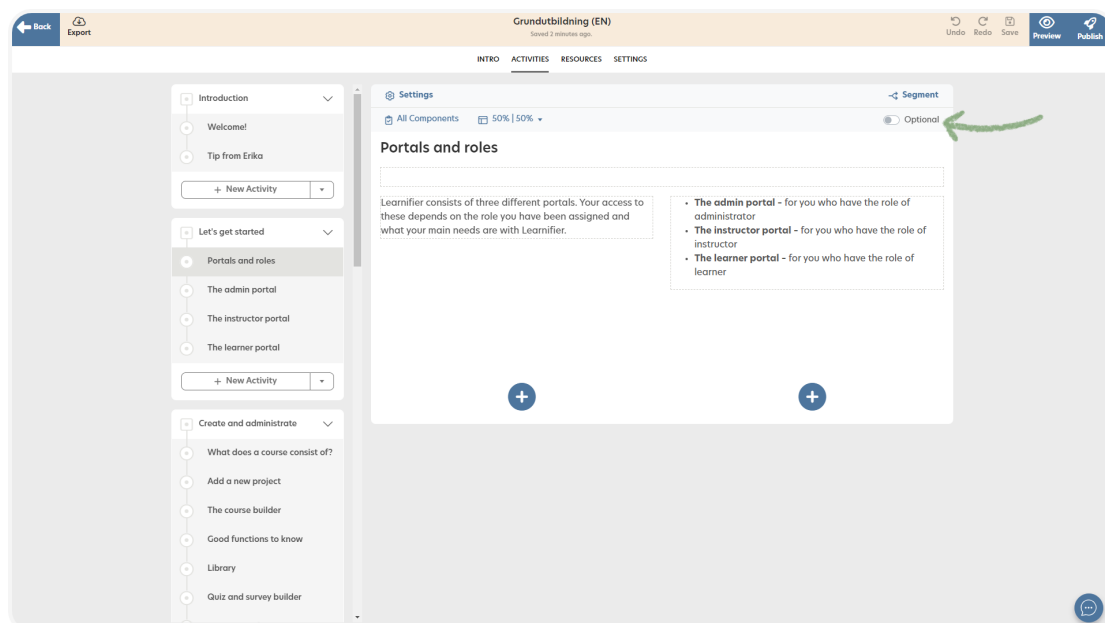 Back
Export
Grundutbildning (EN)
Saved 2 minutes ago.
Undo
Redo
Save
Preview
Publish
INTRO
ACTIVITIES
RESOURCES
SETTINGS
Introduction
Welcome!
Tip from Erika
+ New Activity
Let's get started
Portals and roles
The admin portal
The instructor portal
The learner portal
+ New Activity
Create and administrate
What does a course consist of?
Add a new project
The course builder
Good functions to know
Library
Quiz and survey builder
Settings
Segment
All Components
50% | 50%
Optional
Portals and roles
Learnifier consists of three different portals. Your access to
these depends on the role you have been assigned and
what your main needs are with Learnifier.
• The admin portal - for you who have the role of
administrator
• The instructor portal - for you who have the role of
instructor
• The learner portal - for you who have the role of
learner